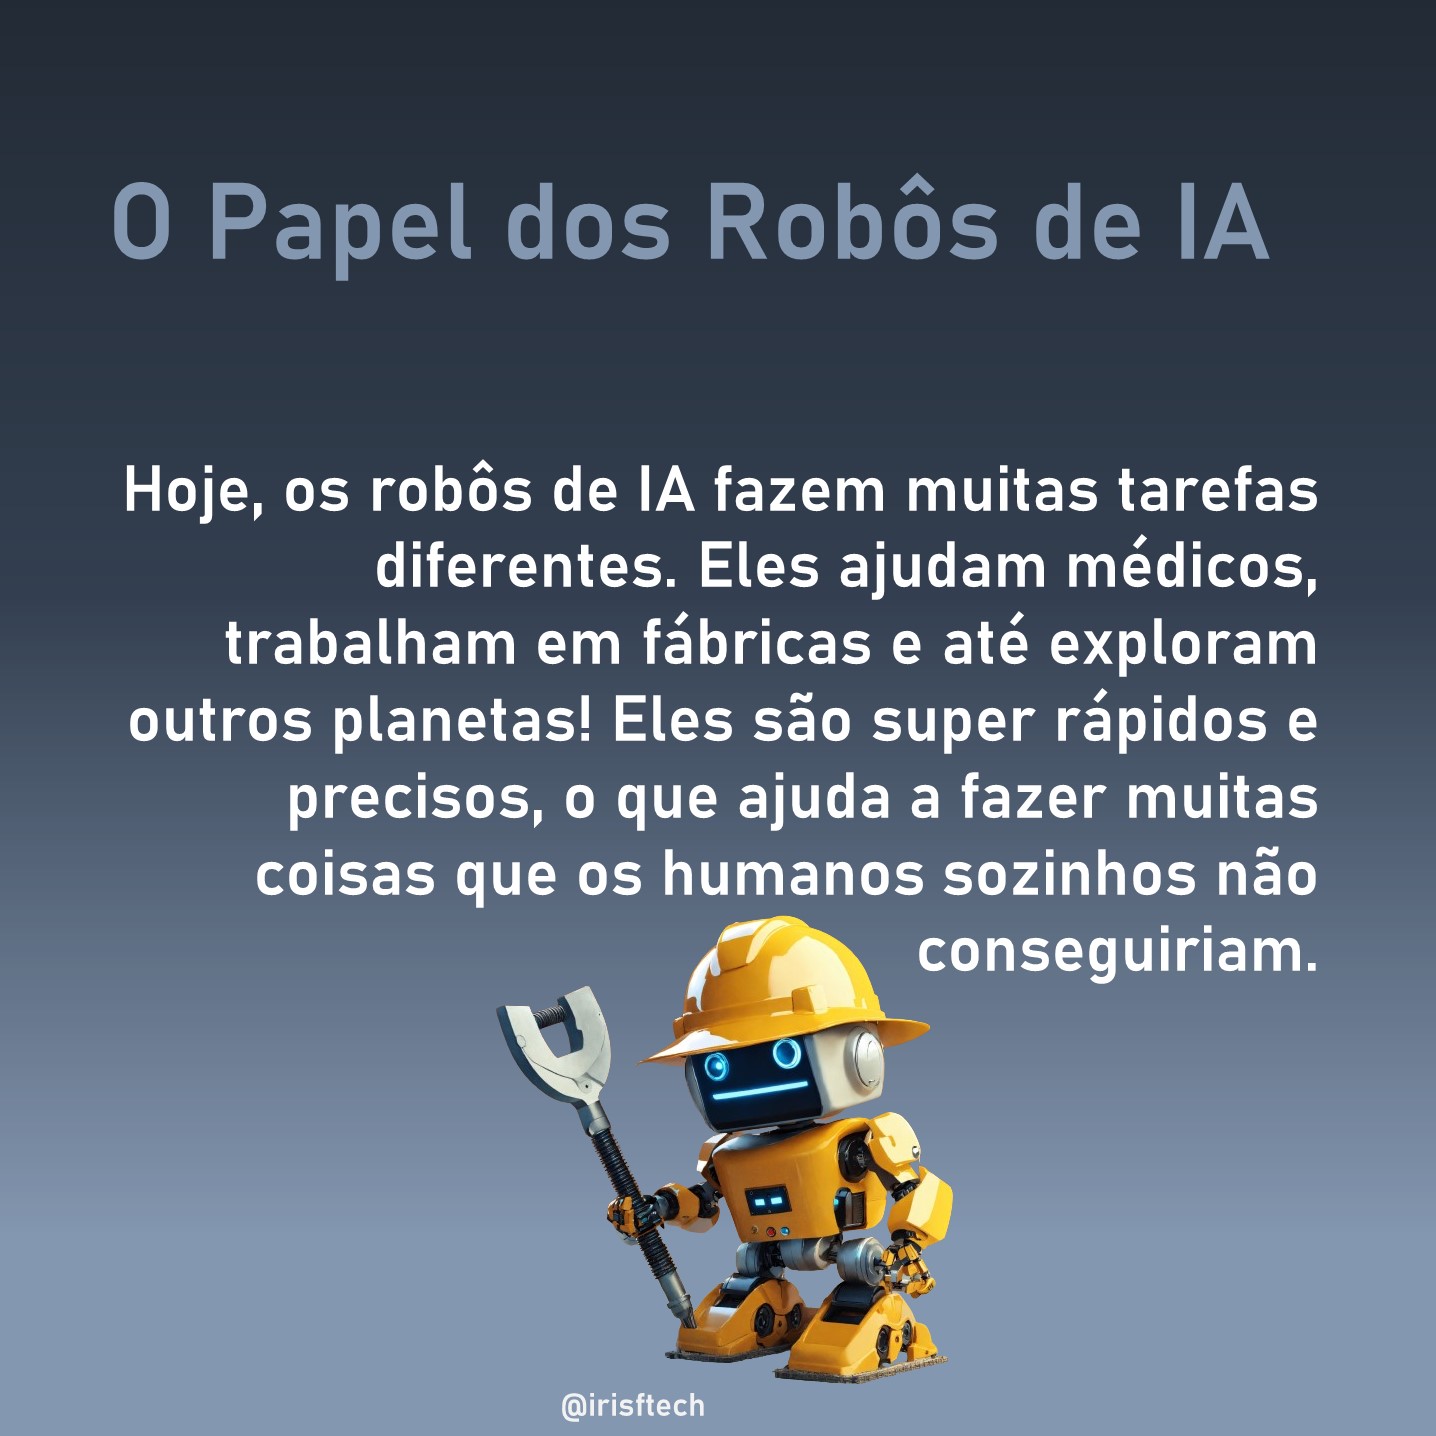 O Papel dos Robôs de IA
Hoje, os robôs de IA fazem muitas tarefas
diferentes. Eles ajudam médicos,
trabalham em fábricas e até exploram
outros planetas! Eles são super rápidos e
precisos, o que ajuda a fazer muitas
coisas que os humanos sozinhos não
conseguiriam.
@irisftech